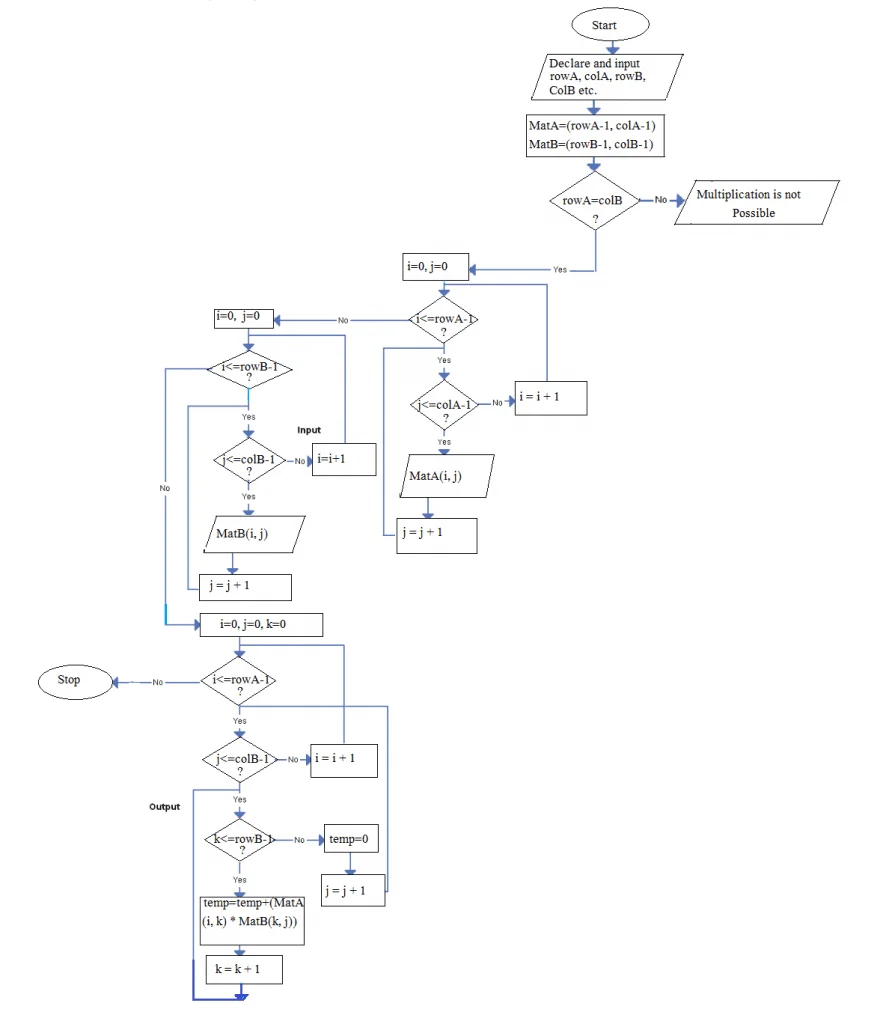 Start
Declare and input
rowA, colA, rowB,
ColB etc.
MatA=(rowA-1, colA-1)
MatB=(rowB-1, colB-1)
rowA=colB
?
No
Multiplication is not
Possible
Yes
i=0, j=0
i<=rowA-1
?
No
Yes
j<=colA-1
?
No
i = i + 1
Yes
MatA(i, j)
j = j + 1
i=0, j=0
i<=rowB-1
?
No
Yes
Input
j<=colB-1
?
No
i=i+1
Yes
MatB(i, j)
j = j + 1
i=0, j=0, k=0
i<=rowA-1
?
No
Stop
Yes
j<=colB-1
?
No
i = i + 1
Output
Yes
k<=rowB-1
?
No
temp=0
j = j + 1
Yes
temp=temp+(MatA
(i, k) * MatB(k, j))
k = k + 1